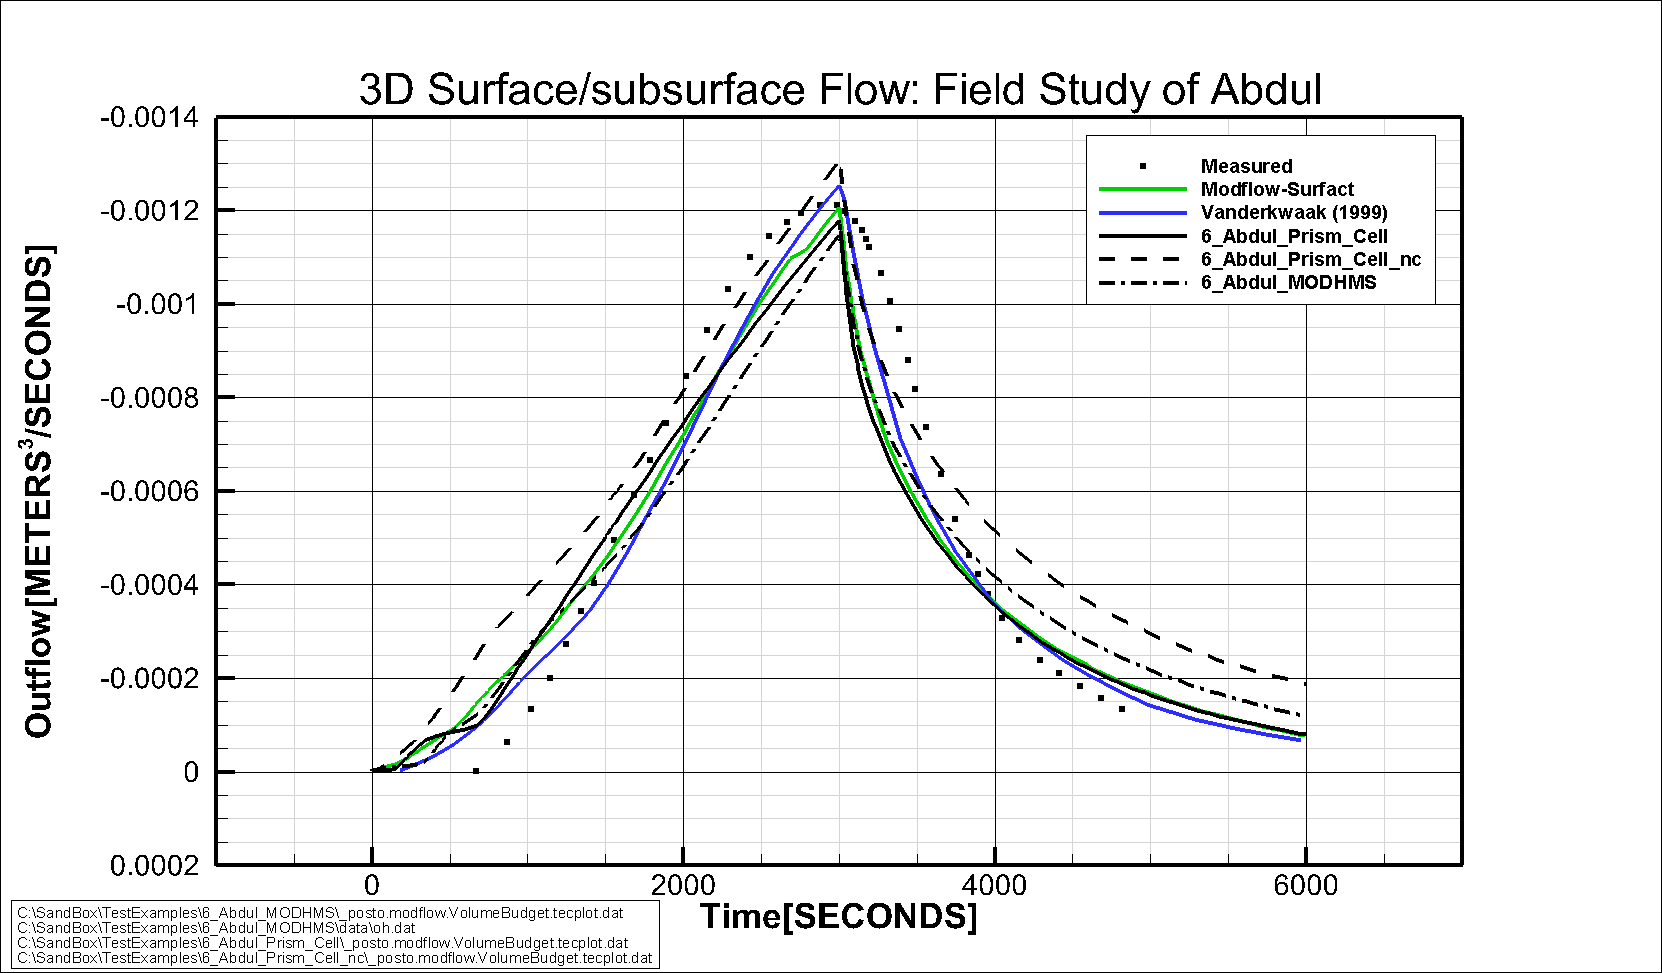 3D Surface/subsurface Flow: Field Study of Abdul
-0.0014
-0.0012
-0.001
-0.0008
-0.0006
-0.0004
-0.0002
0
0.0002
Outflow[METERS³/SECONDS]
Measured
Modflow-Surfact
Vanderkwaak (1999)
6_Abdul_Prism_Cell
6_Abdul_Prism_Cell_nc
6_Abdul_MODHMS
0 2000 4000 6000
Time[SECONDS]
C:\SandBox\TestExamples\6_Abdul_MODHMS\_posto.modflow.VolumeBudget.tecplot.dat
C:\SandBox\TestExamples\6_Abdul_MODHMS\data\oh.dat
C:\SandBox\TestExamples\6_Abdul_Prism_Cell\_posto.modflow.VolumeBudget.tecplot.dat
C:\SandBox\TestExamples\6_Abdul_Prism_Cell_nc\_posto.modflow.VolumeBudget.tecplot.dat